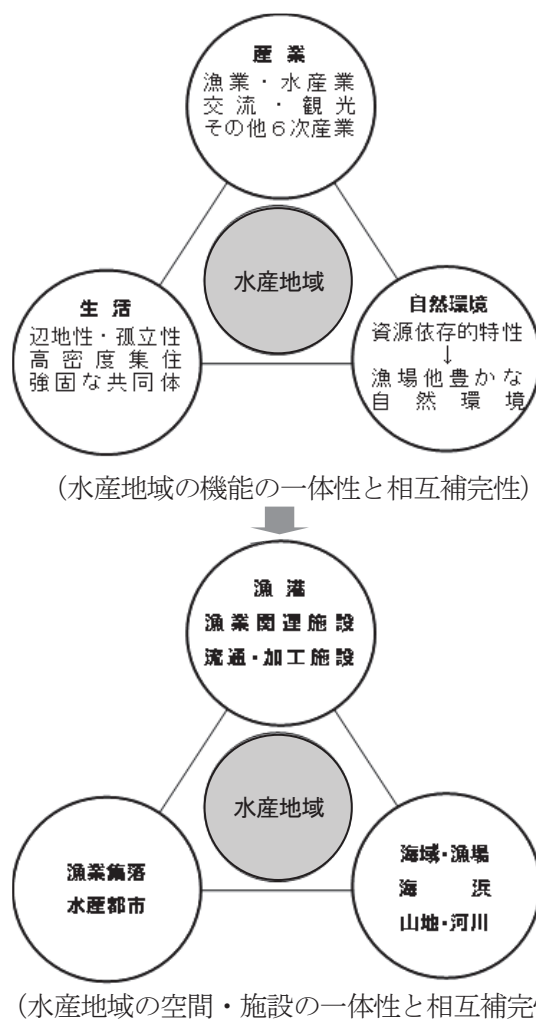 産業
漁業・水産業
交流・観光
その他６次産業
水産地域
生活
辺地性・孤立性
高密度集住
強固な共同体
自然環境
資源依存的特性
↓
漁場他豊かな
自然環境
(水産地域の機能の一体性と相互補完性)
漁港
漁業関連施設
流通・加工施設
水産地域
漁業集落
水産都市
海域・漁場
海浜
山地・河川
(水産地域の空間・施設の一体性と相互補完